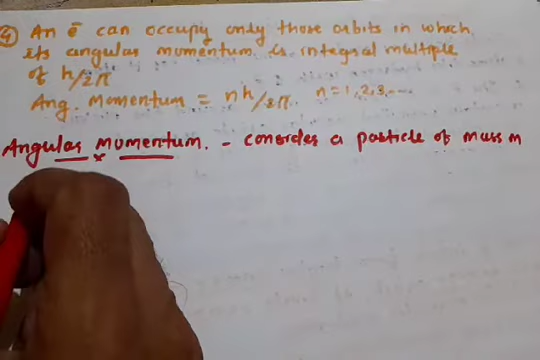 ④ An e⁻ can occupy only those orbits in which
its angular momentum is integral multiple
of h/2π
Ang. Momentum = nh/2π n = 1, 2, 3, ....
Angular momentum. - consider a particle of mass m